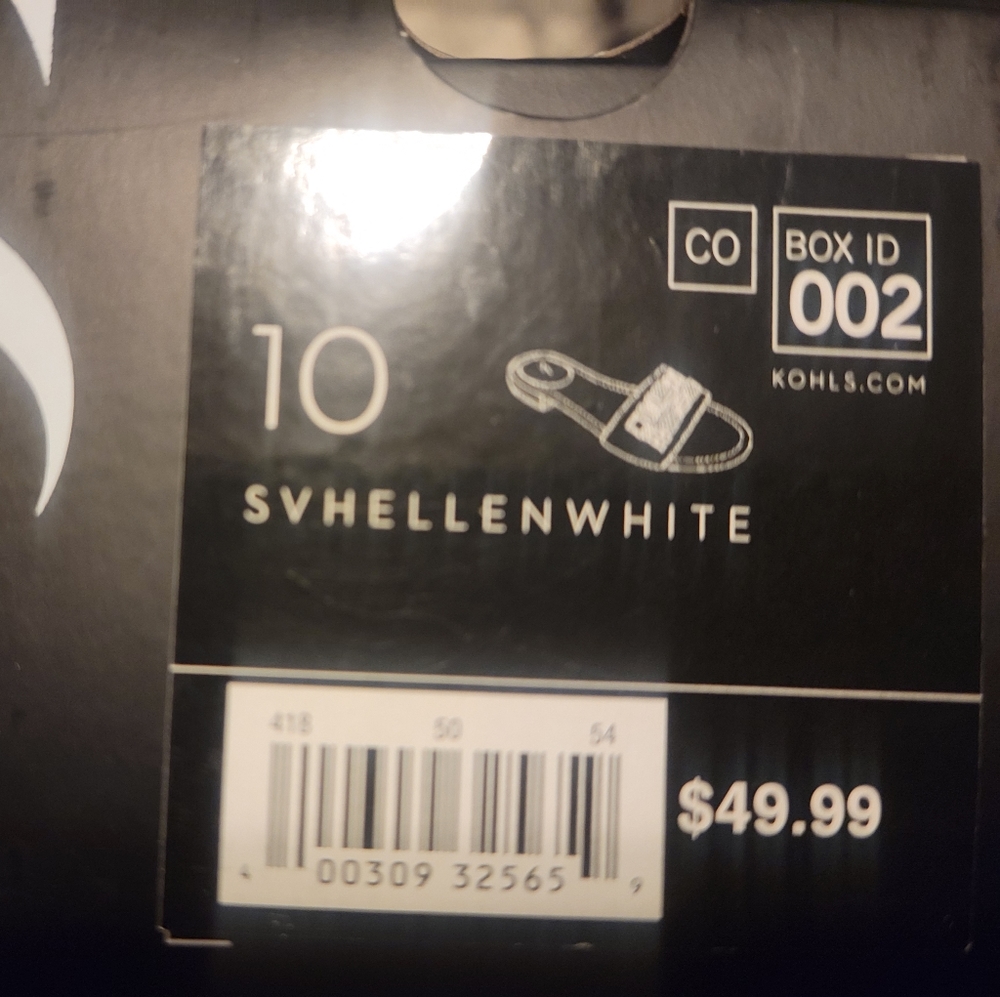 CO
BOX ID
002
KOHLS.COM
10
SVHELLENWHITE
418 50 54
4 00309 32565 9
$49.99